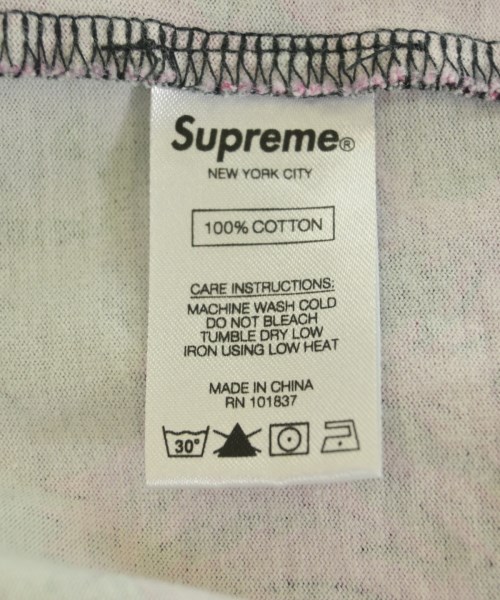 Supreme®
NEW YORK CITY
100% COTTON
CARE INSTRUCTIONS:
MACHINE WASH COLD
DO NOT BLEACH
TUMBLE DRY LOW
IRON USING LOW HEAT
MADE IN CHINA
RN 101837
30°